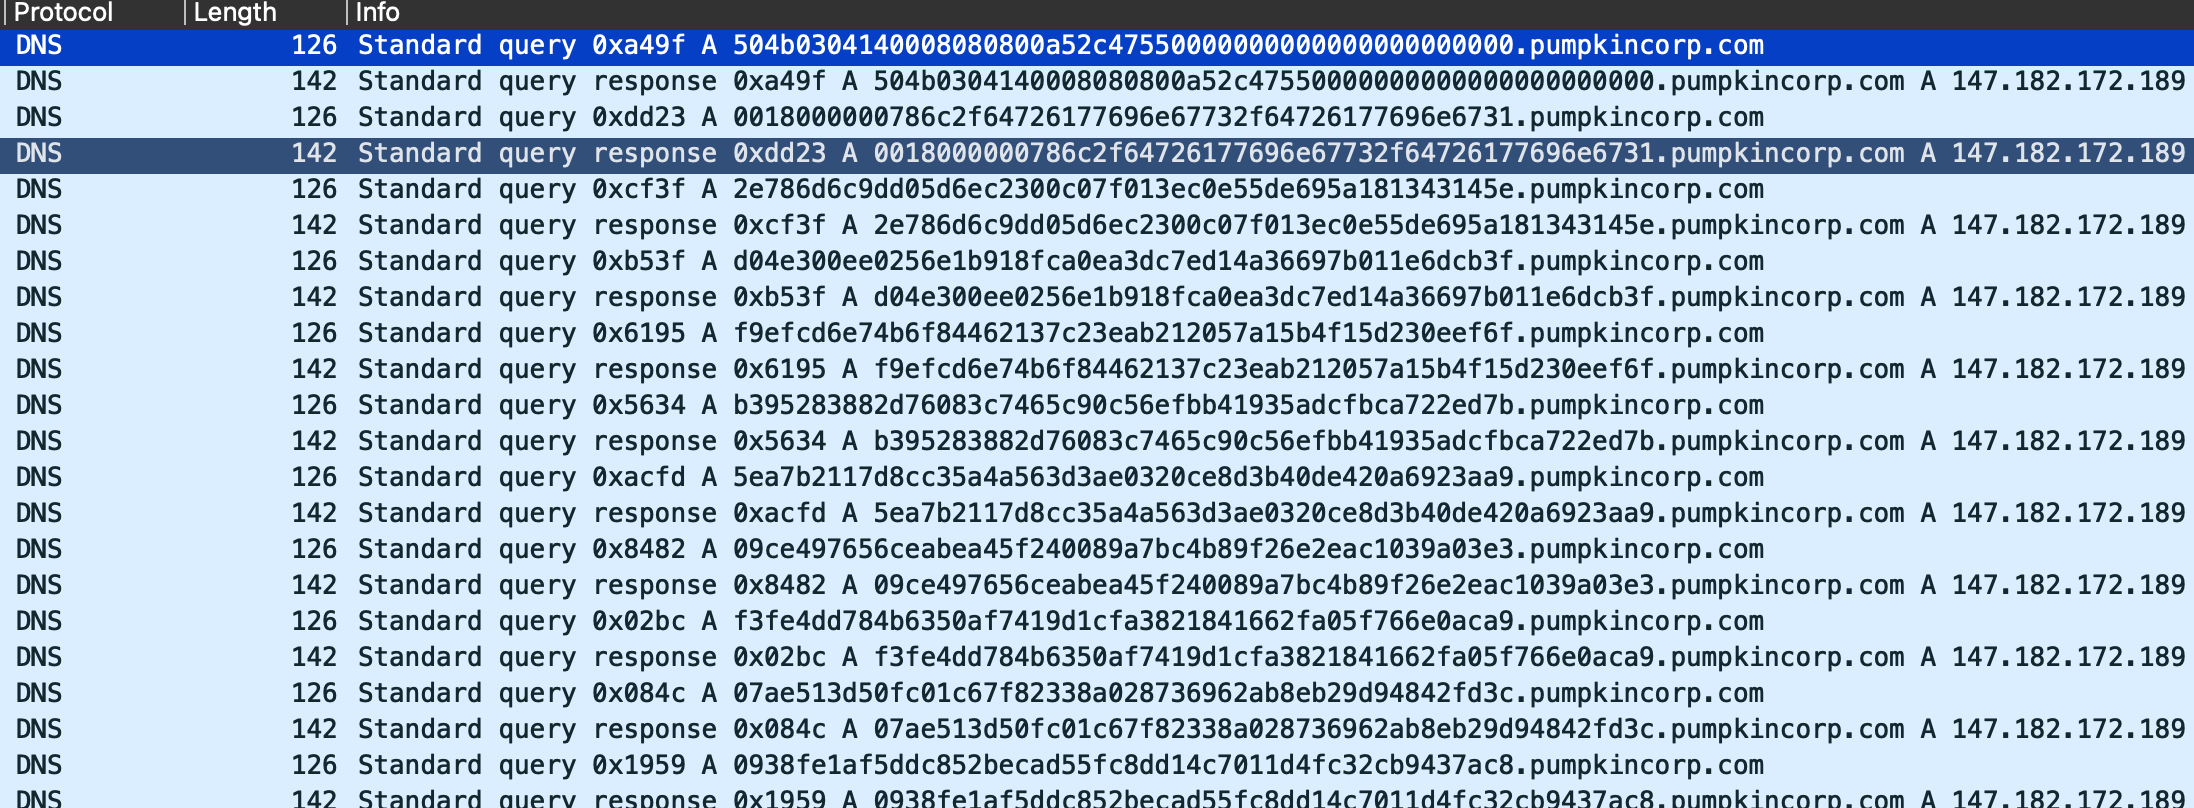 Protocol Length Info
DNS 126 Standard query 0xa49f A 504b0304140008080800a52c47550000000000000000000000.pumpkincorp.com
DNS 142 Standard query response 0xa49f A 504b0304140008080800a52c47550000000000000000000000.pumpkincorp.com A 147.182.172.189
DNS 126 Standard query 0xdd23 A 0018000000786c2f64726177696e67732f64726177696e6731.pumpkincorp.com
DNS 142 Standard query response 0xdd23 A 0018000000786c2f64726177696e67732f64726177696e6731.pumpkincorp.com A 147.182.172.189
DNS 126 Standard query 0xcf3f A 2e786d6c9dd05d6ec2300c07f013ec0e55de695a181343145e.pumpkincorp.com
DNS 142 Standard query response 0xcf3f A 2e786d6c9dd05d6ec2300c07f013ec0e55de695a181343145e.pumpkincorp.com A 147.182.172.189
DNS 126 Standard query 0xb53f A d04e300ee0256e1b918fca0ea3dc7ed14a36697b011e6dcb3f.pumpkincorp.com
DNS 142 Standard query response 0xb53f A d04e300ee0256e1b918fca0ea3dc7ed14a36697b011e6dcb3f.pumpkincorp.com A 147.182.172.189
DNS 126 Standard query 0x6195 A f9efcd6e74b6f84462137c23eab212057a15b4f15d230eef6f.pumpkincorp.com
DNS 142 Standard query response 0x6195 A f9efcd6e74b6f84462137c23eab212057a15b4f15d230eef6f.pumpkincorp.com A 147.182.172.189
DNS 126 Standard query 0x5634 A b395283882d76083c7465c90c56efbb41935adcfbca722ed7b.pumpkincorp.com
DNS 142 Standard query response 0x5634 A b395283882d76083c7465c90c56efbb41935adcfbca722ed7b.pumpkincorp.com A 147.182.172.189
DNS 126 Standard query 0xacfd A 5ea7b2117d8cc35a4a563d3ae0320ce8d3b40de420a6923aa9.pumpkincorp.com
DNS 142 Standard query response 0xacfd A 5ea7b2117d8cc35a4a563d3ae0320ce8d3b40de420a6923aa9.pumpkincorp.com A 147.182.172.189
DNS 126 Standard query 0x8482 A 09ce497656ceabea45f240089a7bc4b89f26e2eac1039a03e3.pumpkincorp.com
DNS 142 Standard query response 0x8482 A 09ce497656ceabea45f240089a7bc4b89f26e2eac1039a03e3.pumpkincorp.com A 147.182.172.189
DNS 126 Standard query 0x02bc A f3fe4dd784b6350af7419d1cfa3821841662fa05f766e0aca9.pumpkincorp.com
DNS 142 Standard query response 0x02bc A f3fe4dd784b6350af7419d1cfa3821841662fa05f766e0aca9.pumpkincorp.com A 147.182.172.189
DNS 126 Standard query 0x084c A 07ae513d50fc01c67f82338a028736962ab8eb29d94842fd3c.pumpkincorp.com
DNS 142 Standard query response 0x084c A 07ae513d50fc01c67f82338a028736962ab8eb29d94842fd3c.pumpkincorp.com A 147.182.172.189
DNS 126 Standard query 0x1959 A 0938fe1af5ddc852becad55fc8dd14c7011d4fc32cb9437ac8.pumpkincorp.com
DNS 142 Standard query response 0x1959 A 0938fe1af5ddc852becad55fc8dd14c7011d4fc32cb9437ac8.pumpkincorp.com A 147.182.172.189